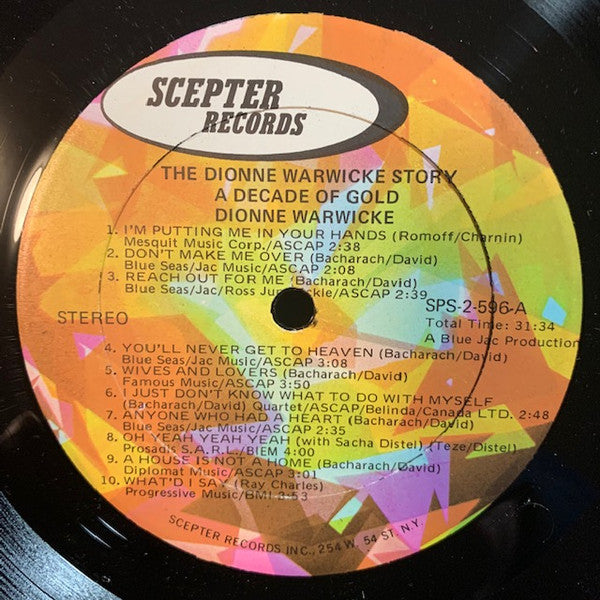 SCEPTER
RECORDS
THE DIONNE WARWICKE STORY
A DECADE OF GOLD
DIONNE WARWICKE
1. I'M PUTTING ME IN YOUR HANDS (Romoff/Charnin)
Mesquit Music Corp./ASCAP 2:38
2. DON'T MAKE ME OVER (Bacharach/David)
Blue Seas/Jac Music/ASCAP 2:08
3. REACH OUT FOR ME (Bacharach/David)
Blue Seas/Jac/Ross /ASCAP 2:39
STEREO
SPS-2-596-A
Total Time: 31:34
A Blue Jac Production
4. YOU'LL NEVER GET TO HEAVEN (Bacharach/David)
Blue Seas/Jac Music/ASCAP 3:08
5. WIVES AND LOVERS (Bacharach/David)
Famous Music/ASCAP 3:50
6. I JUST DON'T KNOW WHAT TO DO WITH MYSELF
(Bacharach/David) Quartet/ASCAP/Belinda/Canada LTD. 2:48
7. ANYONE WHO HAD A HEART (Bacharach/David)
Blue Seas/Jac Music/ASCAP 2:35
8. OH YEAH YEAH YEAH (with Sacha Distel) (Teze/Distel)
Prosadis S.A.R.L./BIEM 4:00
9. A HOUSE IS NOT A HOME (Bacharach/David)
Diplomat Music/ASCAP 3:01
10. WHAT'D I SAY (Ray Charles)
Progressive Music/BMI 3:53
SCEPTER RECORDS INC., 254 W. 54 ST. N.Y.